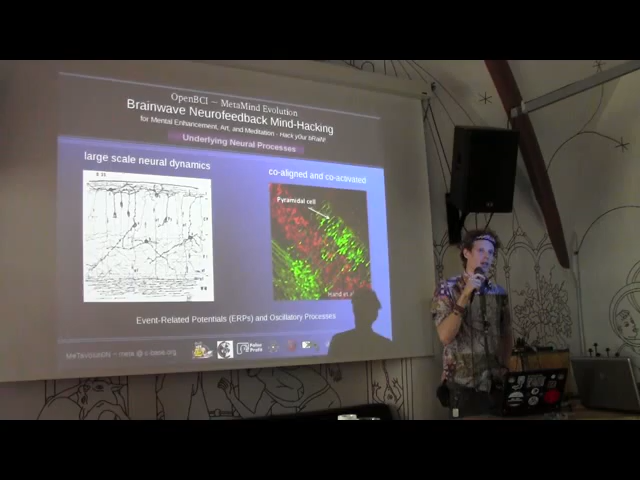 OpenBCI ~ MetaMind Evolution
Brainwave Neurofeedback Mind-Hacking
for Mental Enhancement, Art, and Meditation - Hack yOur bRaiN!
Underlying Neural Processes
large scale neural dynamics
co-aligned and co-activated
Pyramidal cell
Event-Related Potentials (ERPs) and Oscillatory Processes